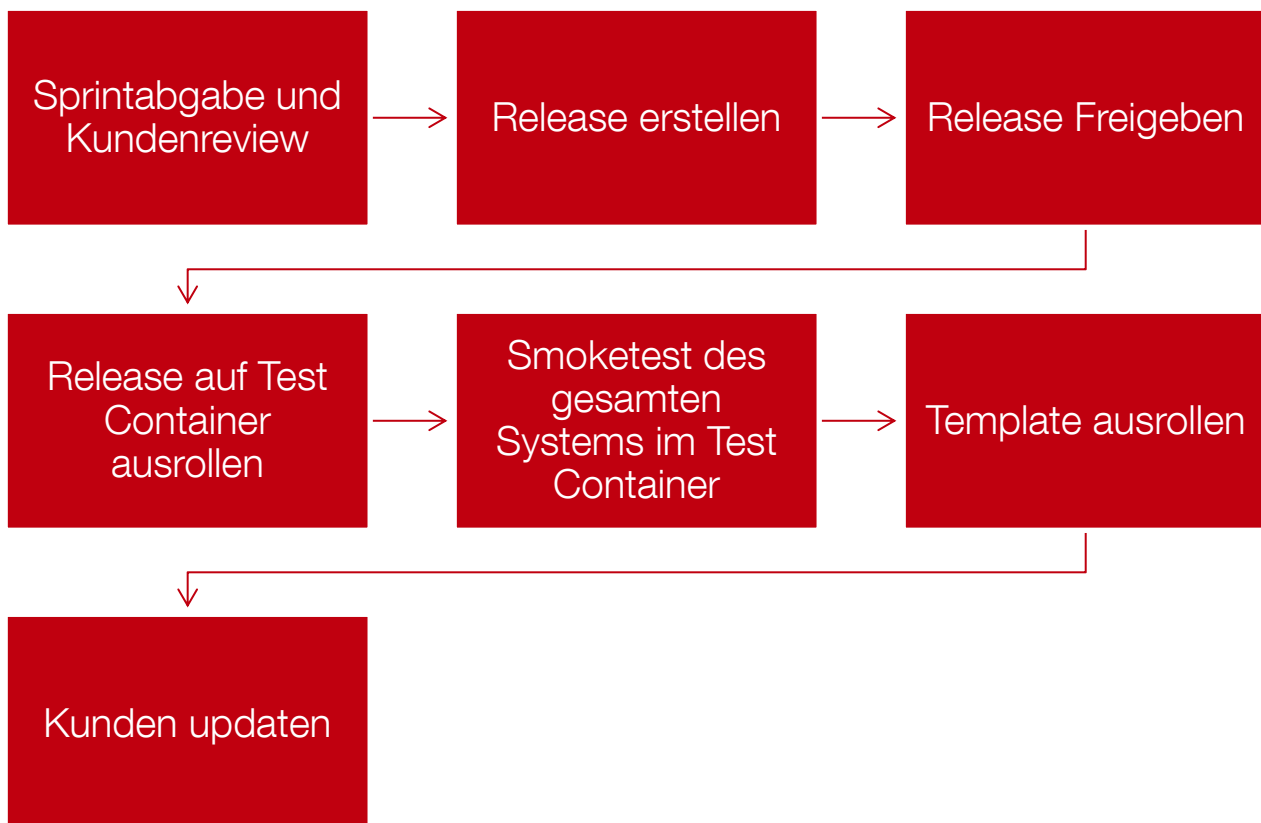 Sprintabgabe und
Kundenreview
Release erstellen
Release Freigeben
Release auf Test
Container
ausrollen
Smoketest des
gesamten
Systems im Test
Container
Template ausrollen
Kunden updaten